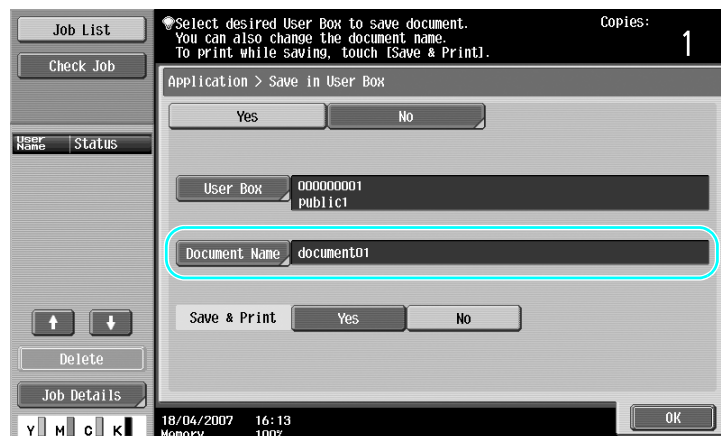 Job List
Check Job
User Name
Status
Delete
Job Details
Y M C K
Select desired User Box to save document.
You can also change the document name.
To print while saving, touch [Save & Print].
Copies:
1
Application > Save in User Box
Yes
No
User Box
000000001
public1
Document Name
document01
Save & Print
Yes
No
OK
18/04/2007 16:13
Memory 100%